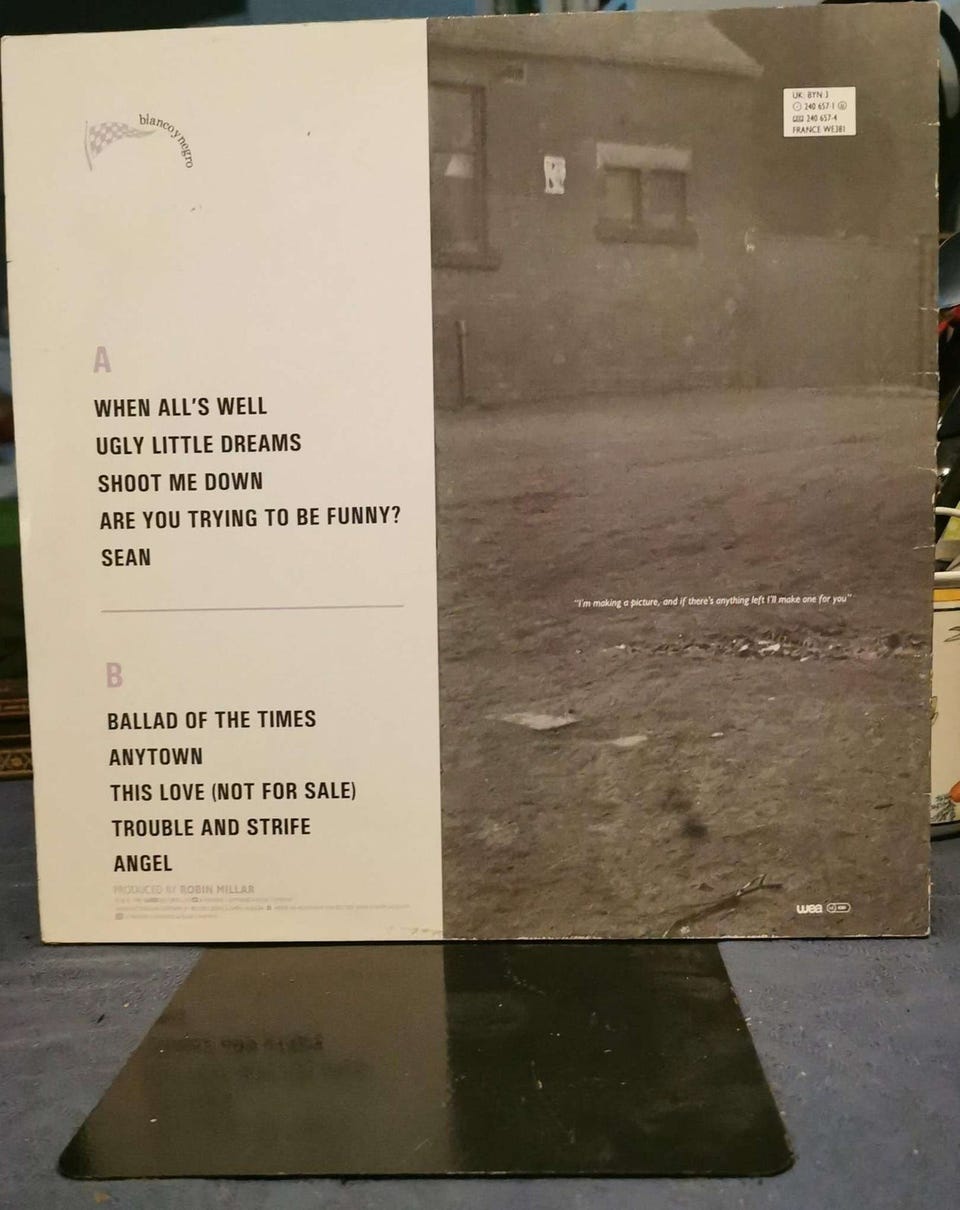 blancoynegro
UK: BYN 3
240 657-1
240 657-4
FRANCE WE381
A
WHEN ALL'S WELL
UGLY LITTLE DREAMS
SHOOT ME DOWN
ARE YOU TRYING TO BE FUNNY?
SEAN
"I'm making a picture, and if there's anything left I'll make one for you"
B
BALLAD OF THE TIMES
ANYTOWN
THIS LOVE (NOT FOR SALE)
TROUBLE AND STRIFE
ANGEL
PRODUCED BY ROBIN MILLAR
wea